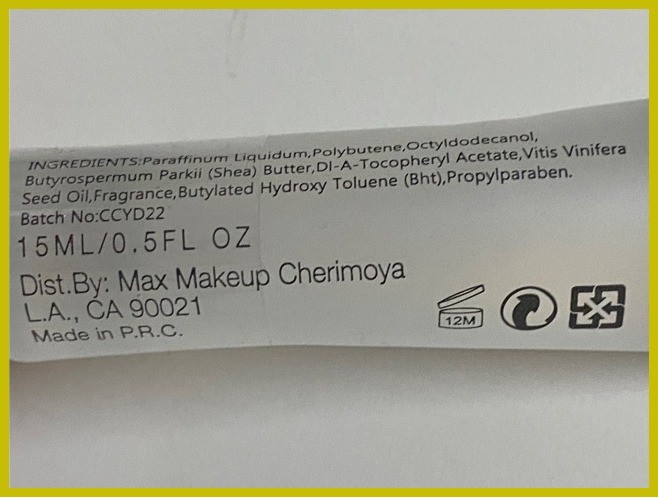 INGREDIENTS:Paraffinum Liquidum,Polybutene,Octyldodecanol,
Butyrospermum Parkii (Shea) Butter,Dl-A-Tocopheryl Acetate,Vitis Vinifera
Seed Oil,Fragrance,Butylated Hydroxy Toluene (Bht),Propylparaben.
Batch No:CCYD22
15ML/0.5FL OZ
Dist.By: Max Makeup Cherimoya
L.A., CA 90021
Made in P.R.C.
12M